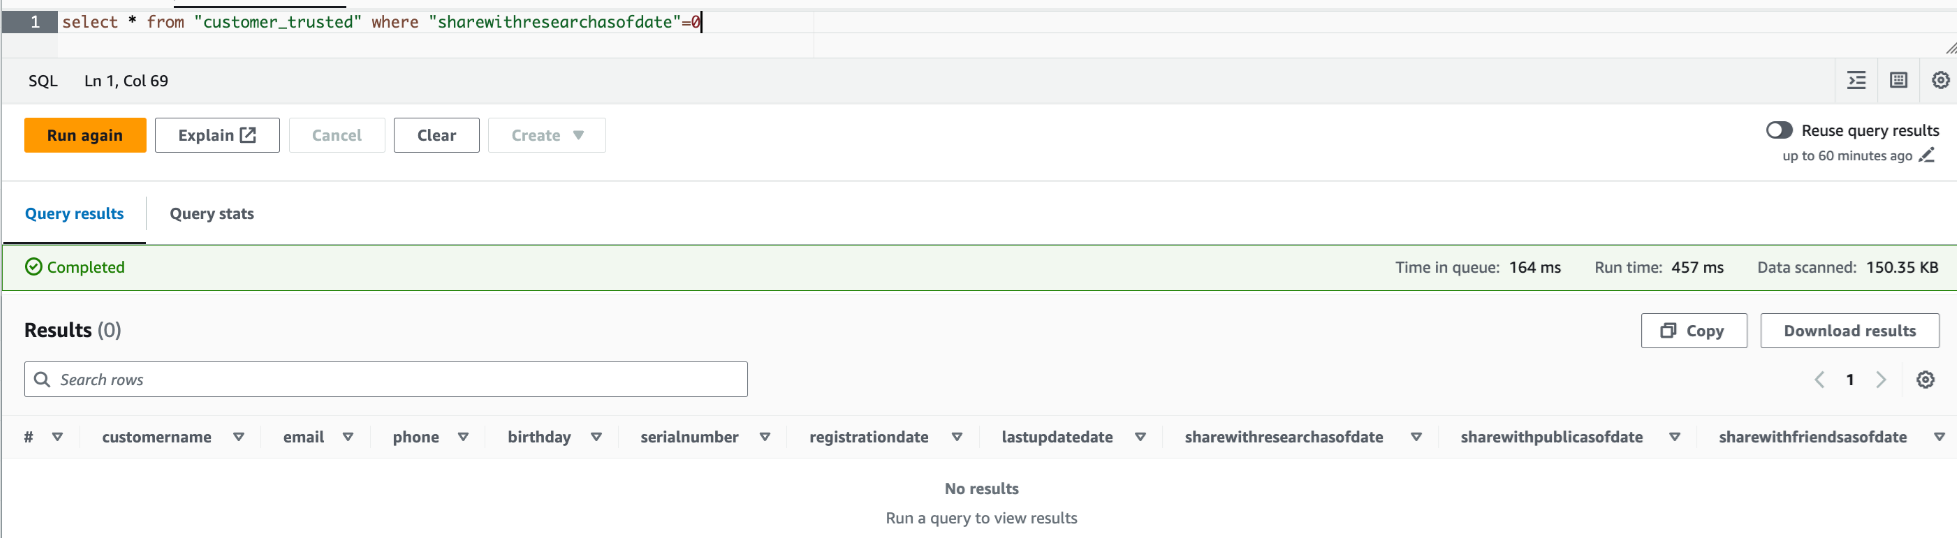 1 select * from "customer_trusted" where "sharewithresearchasofdate"=0
SQL Ln 1, Col 69
Run again Explain Cancel Clear Create Reuse query results
up to 60 minutes ago
Query results Query stats
Completed Time in queue: 164 ms Run time: 457 ms Data scanned: 150.35 KB
Results (0) Copy Download results
Search rows 1
# customername email phone birthday serialnumber registrationdate lastupdatedate sharewithresearchasofdate sharewithpublicasofdate sharewithfriendsasofdate
No results
Run a query to view results